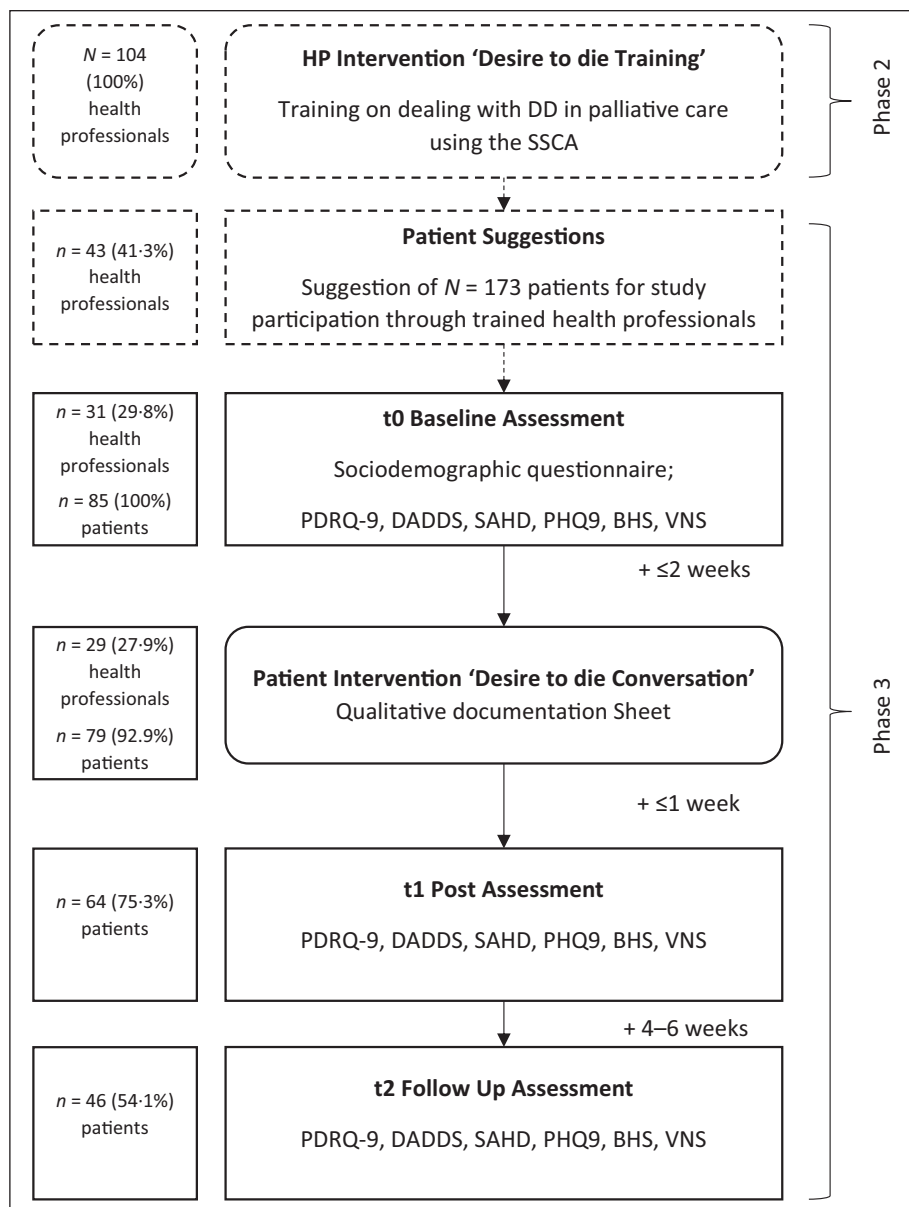 N = 104
(100%)
health
professionals
HP Intervention ‘Desire to die Training’
Training on dealing with DD in palliative care
using the SSCA
Phase 2
n = 43 (41·3%)
health
professionals
Patient Suggestions
Suggestion of N = 173 patients for study
participation through trained health professionals
n = 31 (29·8%)
health
professionals
n = 85 (100%)
patients
t0 Baseline Assessment
Sociodemographic questionnaire;
PDRQ-9, DADDS, SAHD, PHQ9, BHS, VNS
+ ≤2 weeks
n = 29 (27·9%)
health
professionals
n = 79 (92.9%)
patients
Patient Intervention ‘Desire to die Conversation’
Qualitative documentation Sheet
Phase 3
+ ≤1 week
n = 64 (75·3%)
patients
t1 Post Assessment
PDRQ-9, DADDS, SAHD, PHQ9, BHS, VNS
+ 4–6 weeks
n = 46 (54·1%)
patients
t2 Follow Up Assessment
PDRQ-9, DADDS, SAHD, PHQ9, BHS, VNS